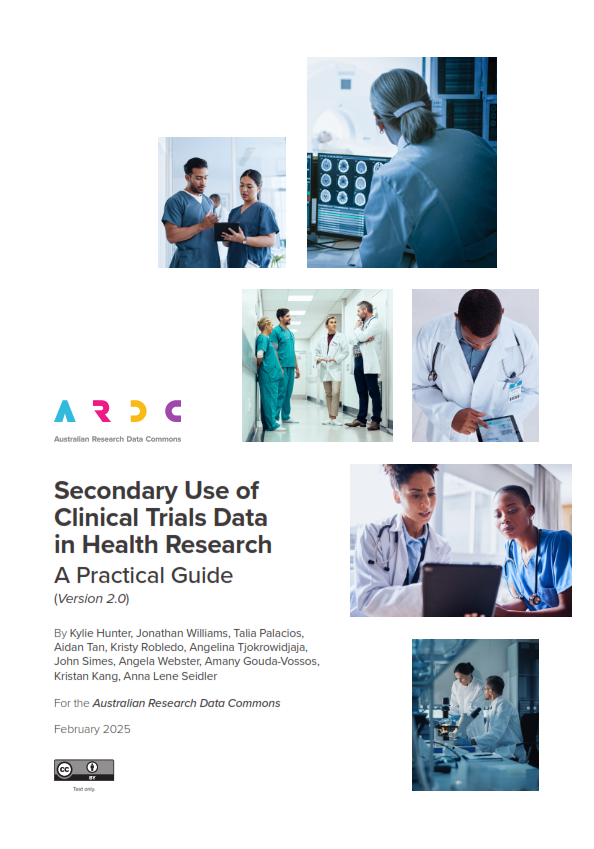 ARDC
Australian Research Data Commons
Secondary Use of
Clinical Trials Data
in Health Research
A Practical Guide
(Version 2.0)
By Kylie Hunter, Jonathan Williams, Talia Palacios,
Aidan Tan, Kristy Robledo, Angelina Tjokrowidjaja,
John Simes, Angela Webster, Amany Gouda-Vossos,
Kristan Kang, Anna Lene Seidler
For the Australian Research Data Commons
February 2025
cc
BY
Text only.